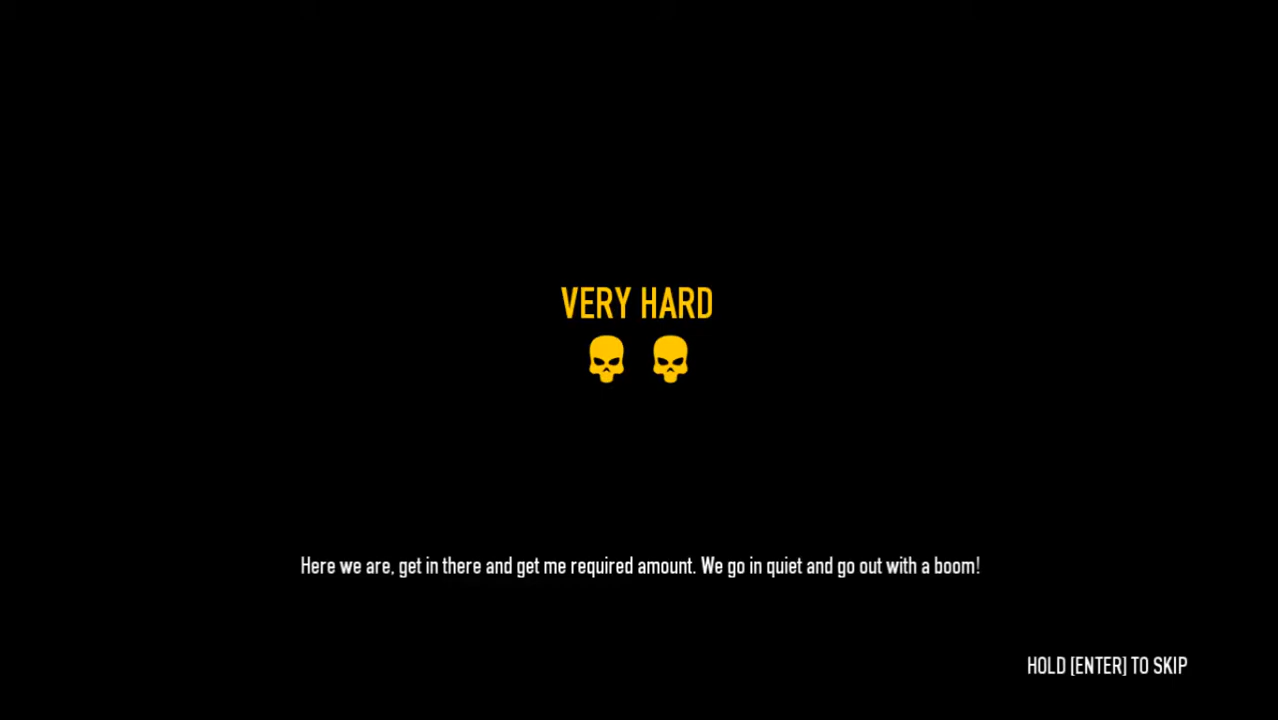 VERY HARD
Here we are, get in there and get me required amount. We go in quiet and go out with a boom!
HOLD [ENTER] TO SKIP